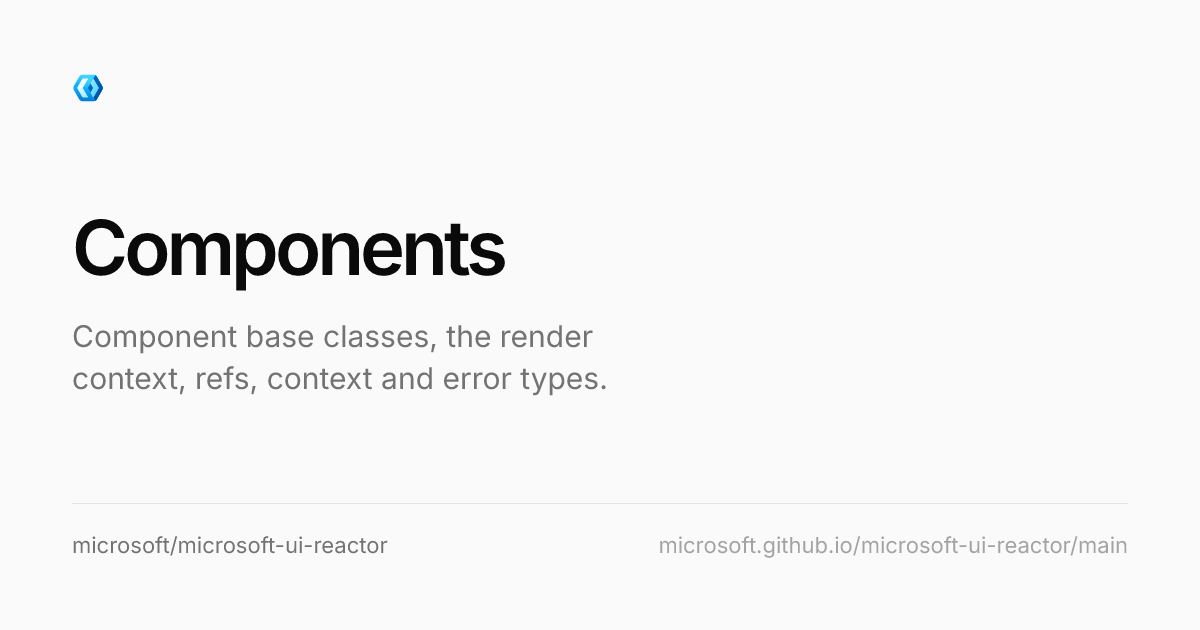 Components
Component base classes, the render
context, refs, context and error types.
microsoft/microsoft-ui-reactor
microsoft.github.io/microsoft-ui-reactor/main